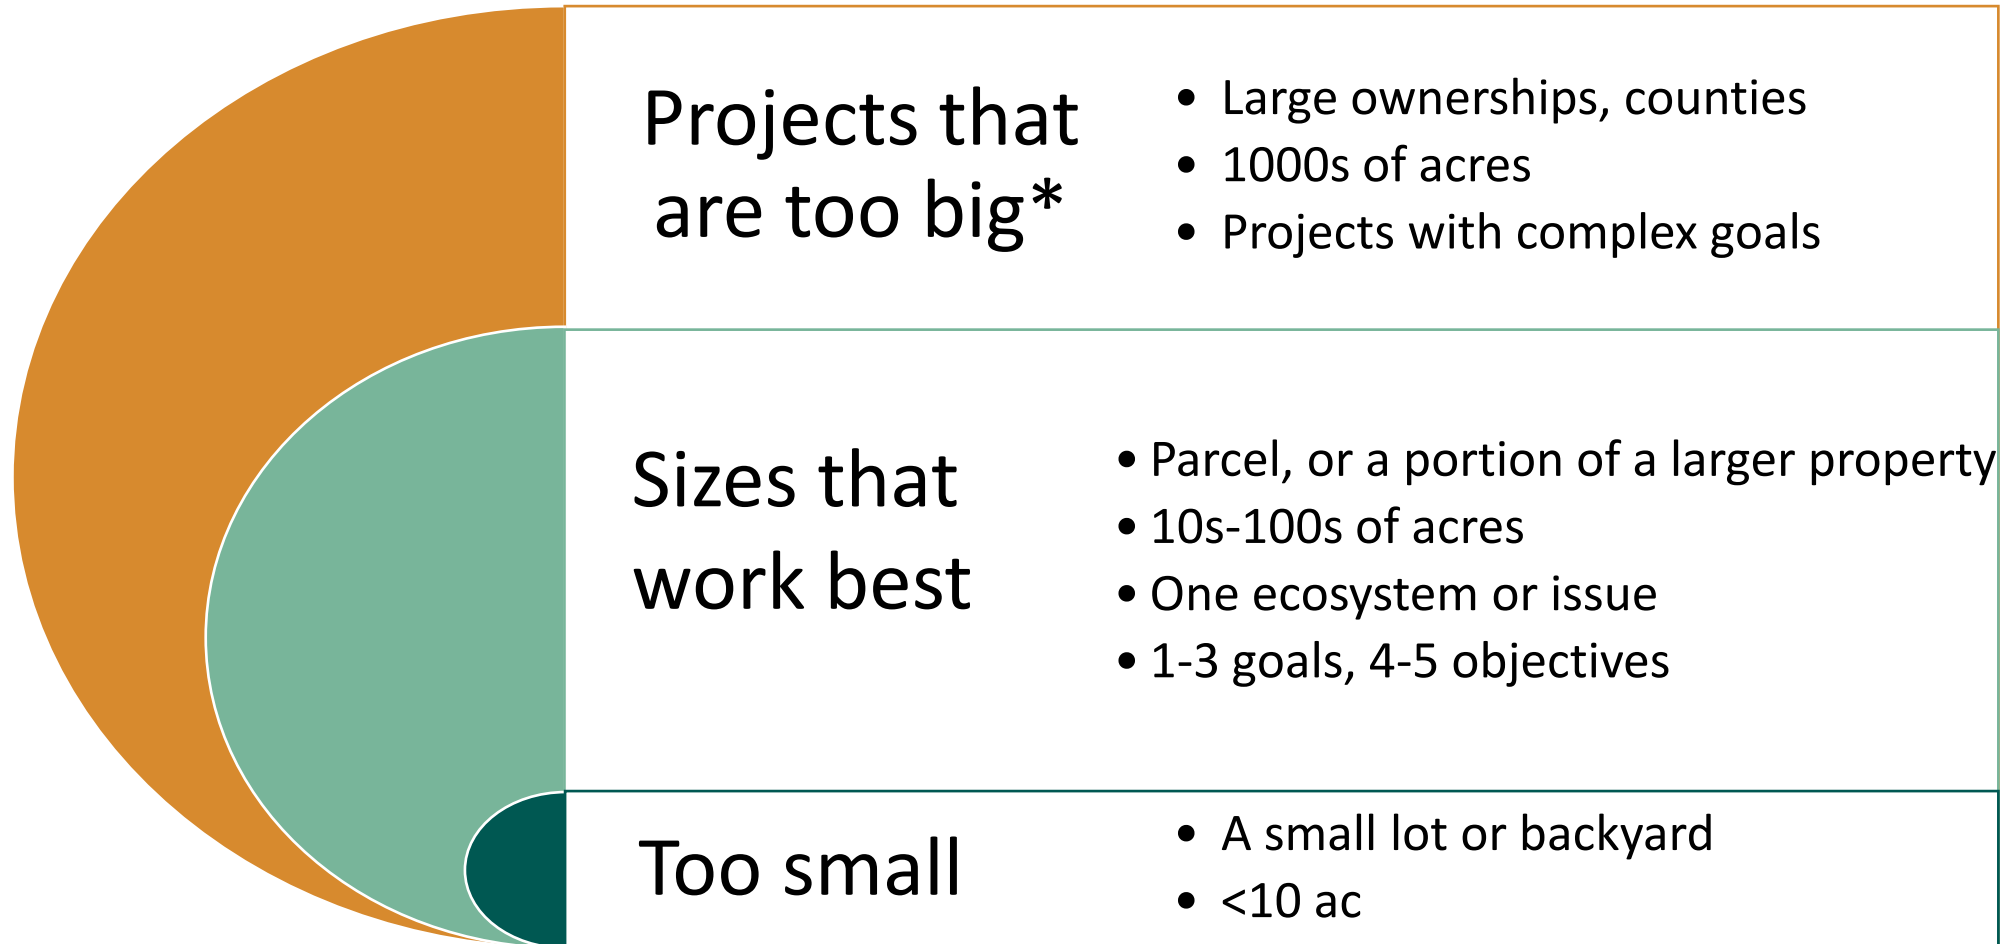 Projects that
are too big*
• Large ownerships, counties
• 1000s of acres
• Projects with complex goals
Sizes that
work best
• Parcel, or a portion of a larger property
• 10s-100s of acres
• One ecosystem or issue
• 1-3 goals, 4-5 objectives
Too small
• A small lot or backyard
• <10 ac